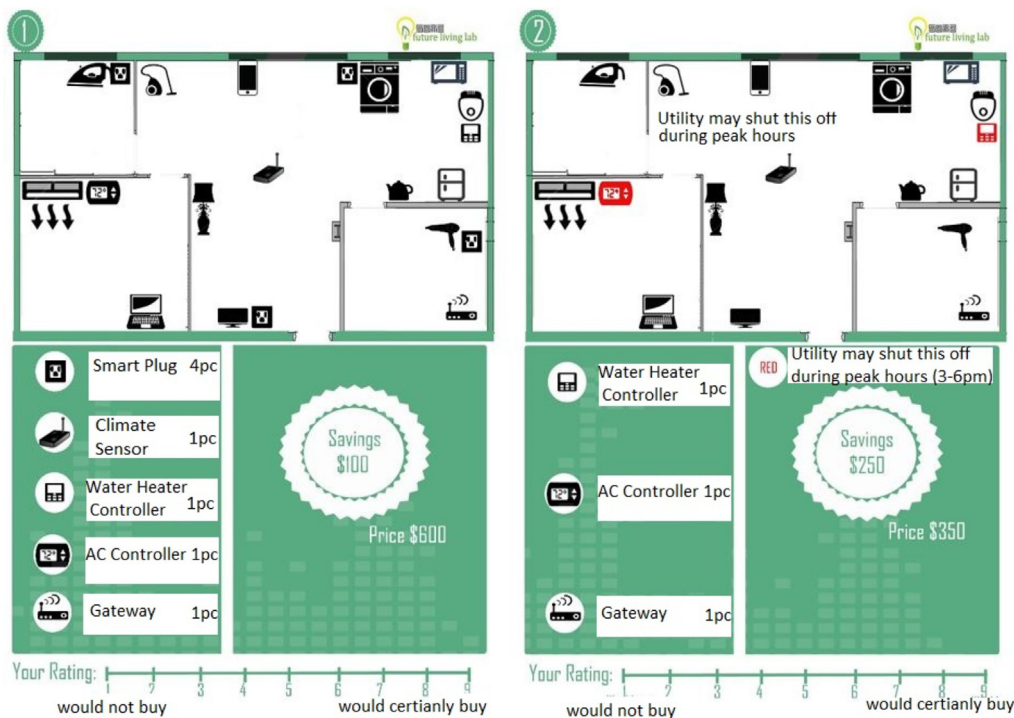 1
future living lab
72°
Smart Plug 4pc
Climate
Sensor 1pc
Water Heater
Controller 1pc
72°
AC Controller 1pc
Gateway 1pc
Savings
$100
Price $600
Your Rating:
1 2 3 4 5 6 7 8 9
would not buy would certianly buy
2
future living lab
Utility may shut this off
during peak hours
72°
Water Heater
Controller 1pc
72°
AC Controller 1pc
Gateway 1pc
RED
Utility may shut this off
during peak hours (3-6pm)
Savings
$250
Price $350
Your Rating:
1 2 3 4 5 6 7 8 9
would not buy would certianly buy